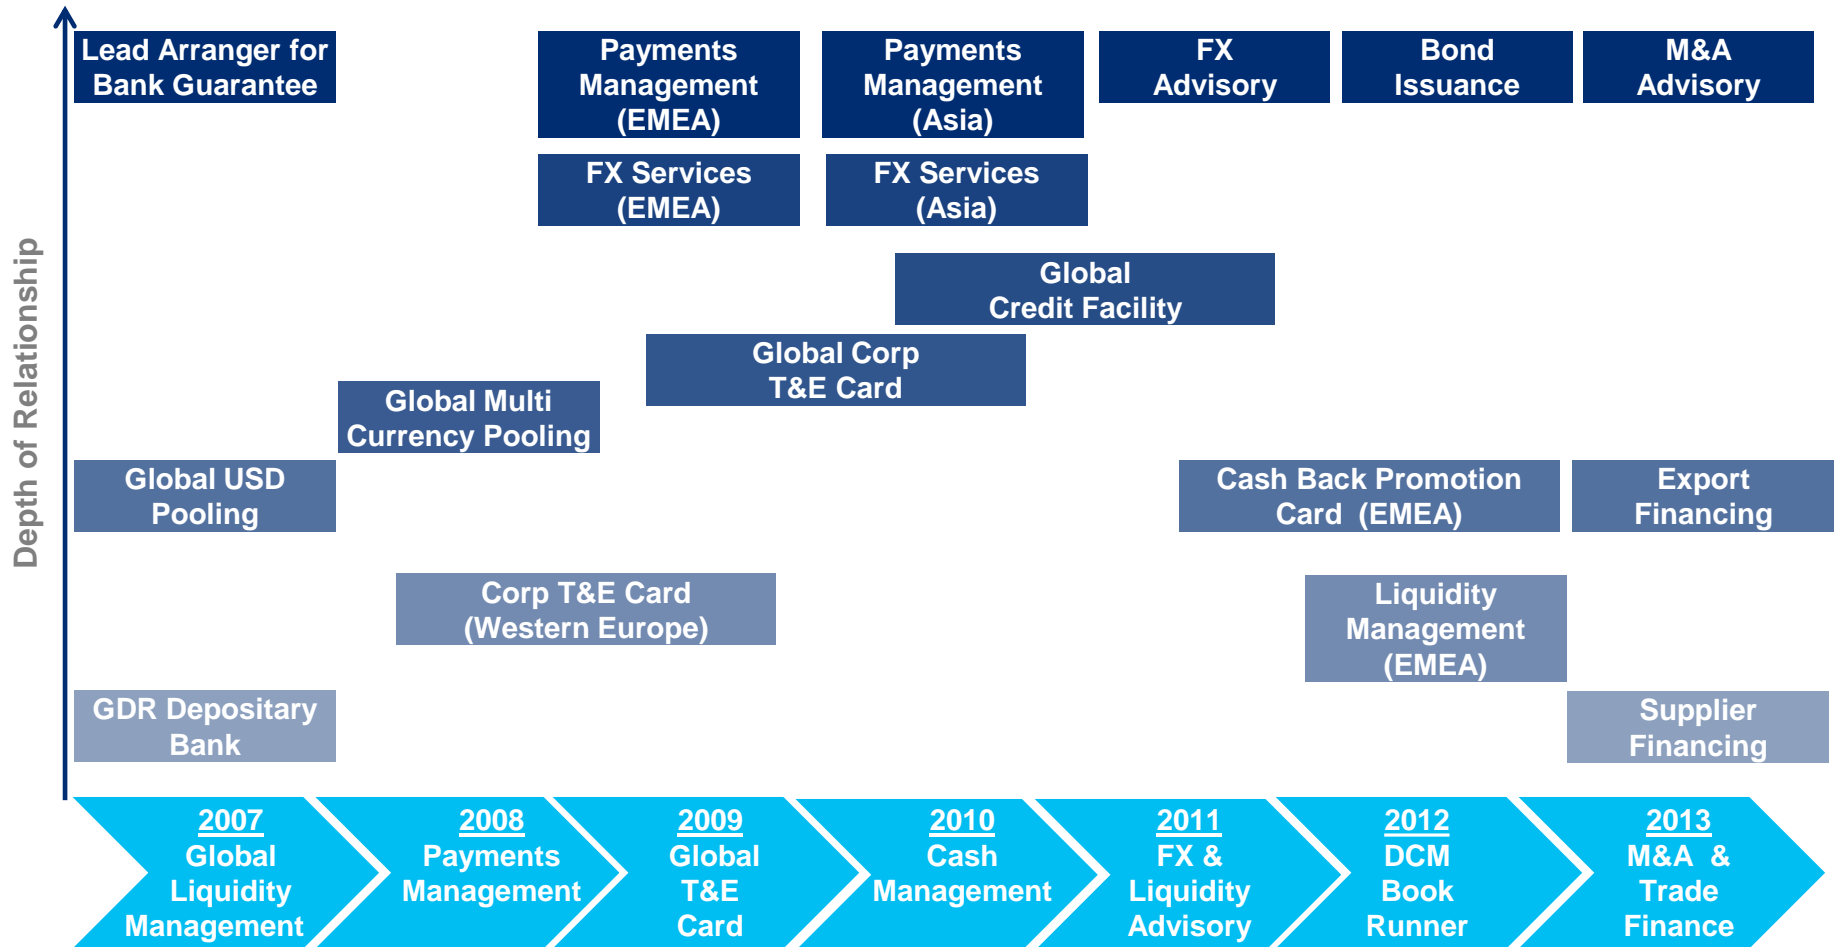 Lead Arranger for
Bank Guarantee
Payments
Management
(EMEA)
Payments
Management
(Asia)
FX
Advisory
Bond
Issuance
M&A
Advisory
FX Services
(EMEA)
FX Services
(Asia)
Global
Credit Facility
Global Corp
T&E Card
Global Multi
Currency Pooling
Global USD
Pooling
Cash Back Promotion
Card (EMEA)
Export
Financing
Corp T&E Card
(Western Europe)
Liquidity
Management
(EMEA)
GDR Depositary
Bank
Supplier
Financing
Depth of Relationship
2007
Global
Liquidity
Management
2008
Payments
Management
2009
Global
T&E
Card
2010
Cash
Management
2011
FX &
Liquidity
Advisory
2012
DCM
Book
Runner
2013
M&A &
Trade
Finance